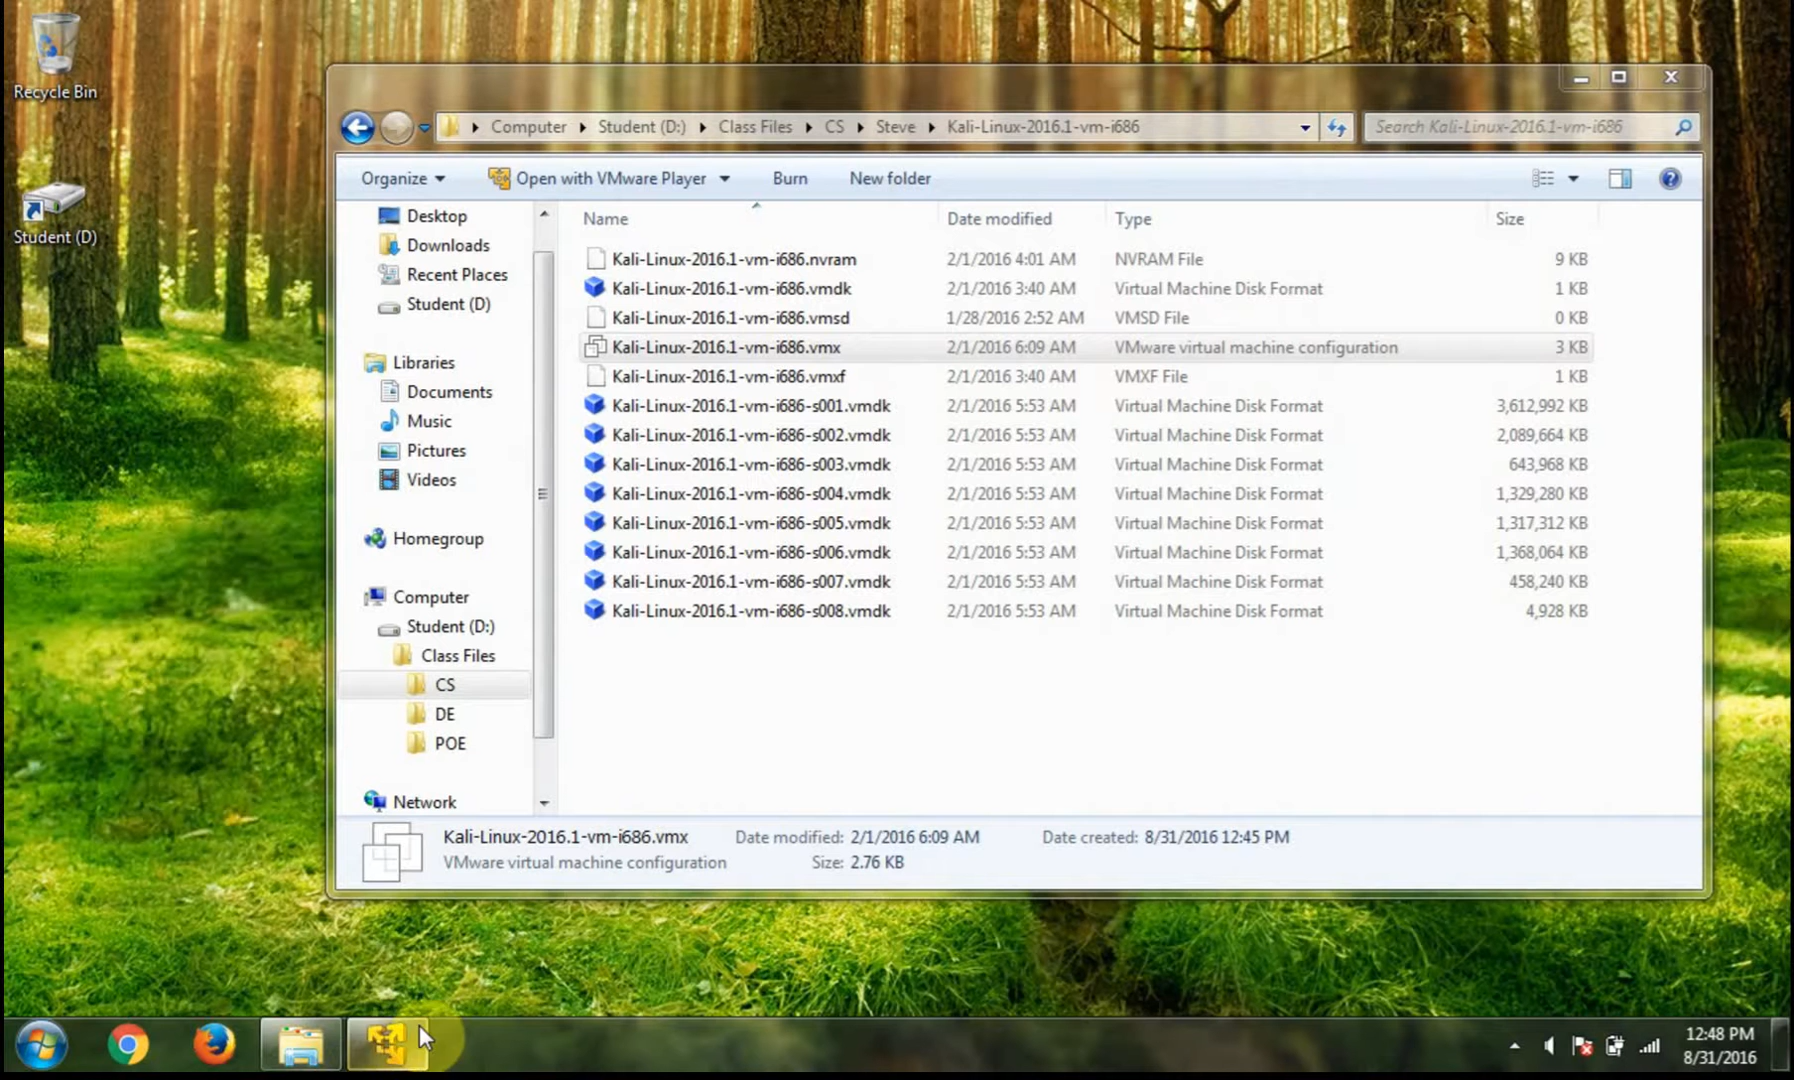 Recycle Bin
Student (D)
Computer Student (D:) Class Files CS Steve Kali-Linux-2016.1-vm-i686
Search Kali-Linux-2016.1-vm-i686
Organize Open with VMware Player Burn New folder
Name Date modified Type Size
Desktop
Downloads
Recent Places
Student (D)
Libraries
Documents
Music
Pictures
Videos
Homegroup
Computer
Student (D:)
Class Files
CS
DE
POE
Network
Kali-Linux-2016.1-vm-i686.nvram 2/1/2016 4:01 AM NVRAM File 9 KB
Kali-Linux-2016.1-vm-i686.vmdk 2/1/2016 3:40 AM Virtual Machine Disk Format 1 KB
Kali-Linux-2016.1-vm-i686.vmsd 1/28/2016 2:52 AM VMSD File 0 KB
Kali-Linux-2016.1-vm-i686.vmx 2/1/2016 6:09 AM VMware virtual machine configuration 3 KB
Kali-Linux-2016.1-vm-i686.vmxf 2/1/2016 3:40 AM VMXF File 1 KB
Kali-Linux-2016.1-vm-i686-s001.vmdk 2/1/2016 5:53 AM Virtual Machine Disk Format 3,612,992 KB
Kali-Linux-2016.1-vm-i686-s002.vmdk 2/1/2016 5:53 AM Virtual Machine Disk Format 2,089,664 KB
Kali-Linux-2016.1-vm-i686-s003.vmdk 2/1/2016 5:53 AM Virtual Machine Disk Format 643,968 KB
Kali-Linux-2016.1-vm-i686-s004.vmdk 2/1/2016 5:53 AM Virtual Machine Disk Format 1,329,280 KB
Kali-Linux-2016.1-vm-i686-s005.vmdk 2/1/2016 5:53 AM Virtual Machine Disk Format 1,317,312 KB
Kali-Linux-2016.1-vm-i686-s006.vmdk 2/1/2016 5:53 AM Virtual Machine Disk Format 1,368,064 KB
Kali-Linux-2016.1-vm-i686-s007.vmdk 2/1/2016 5:53 AM Virtual Machine Disk Format 458,240 KB
Kali-Linux-2016.1-vm-i686-s008.vmdk 2/1/2016 5:53 AM Virtual Machine Disk Format 4,928 KB
Kali-Linux-2016.1-vm-i686.vmx Date modified: 2/1/2016 6:09 AM Date created: 8/31/2016 12:45 PM
VMware virtual machine configuration Size: 2.76 KB
12:48 PM
8/31/2016